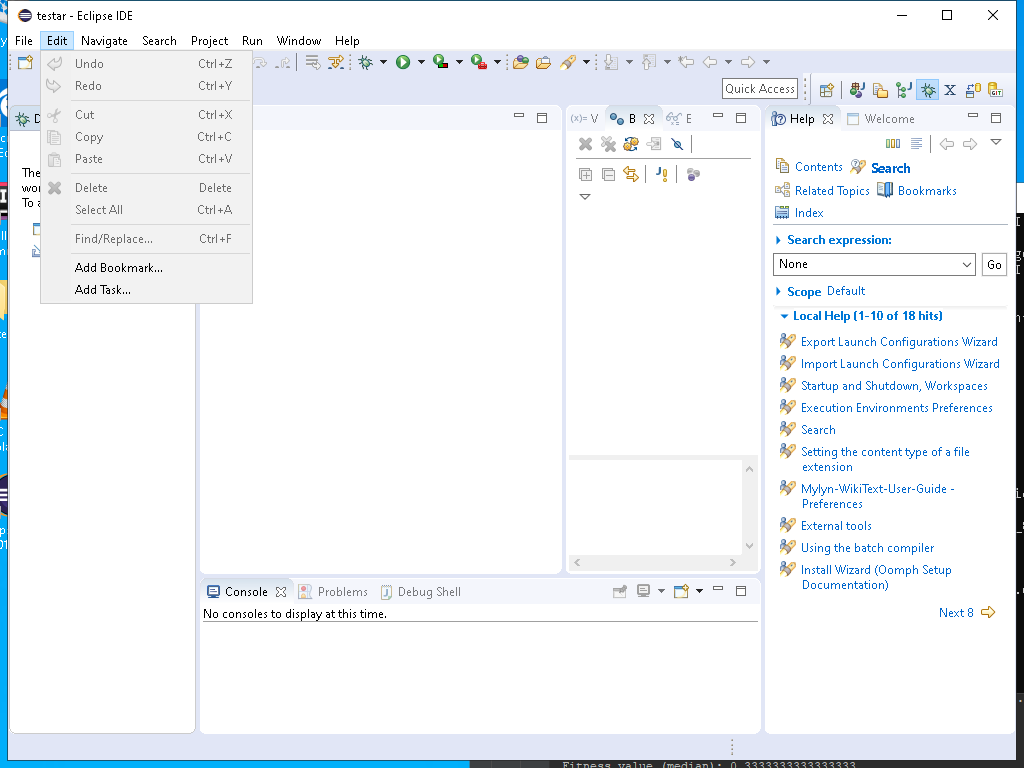 testar - Eclipse IDE
File Edit Navigate Search Project Run Window Help
Undo Ctrl+Z
Redo Ctrl+Y
Cut Ctrl+X
Copy Ctrl+C
Paste Ctrl+V
Delete Delete
Select All Ctrl+A
Find/Replace... Ctrl+F
Add Bookmark...
Add Task...
Quick Access
D
The
wor
To a
(x)= V
B
E
Help
Welcome
Contents Search
Related Topics Bookmarks
Index
Search expression:
None Go
Scope Default
Local Help (1-10 of 18 hits)
Export Launch Configurations Wizard
Import Launch Configurations Wizard
Startup and Shutdown, Workspaces
Execution Environments Preferences
Search
Setting the content type of a file
extension
Mylyn-WikiText-User-Guide -
Preferences
External tools
Using the batch compiler
Install Wizard (Oomph Setup
Documentation)
Next 8
Console Problems Debug Shell
No consoles to display at this time.
Fitness value (median): 0.3333333333333333